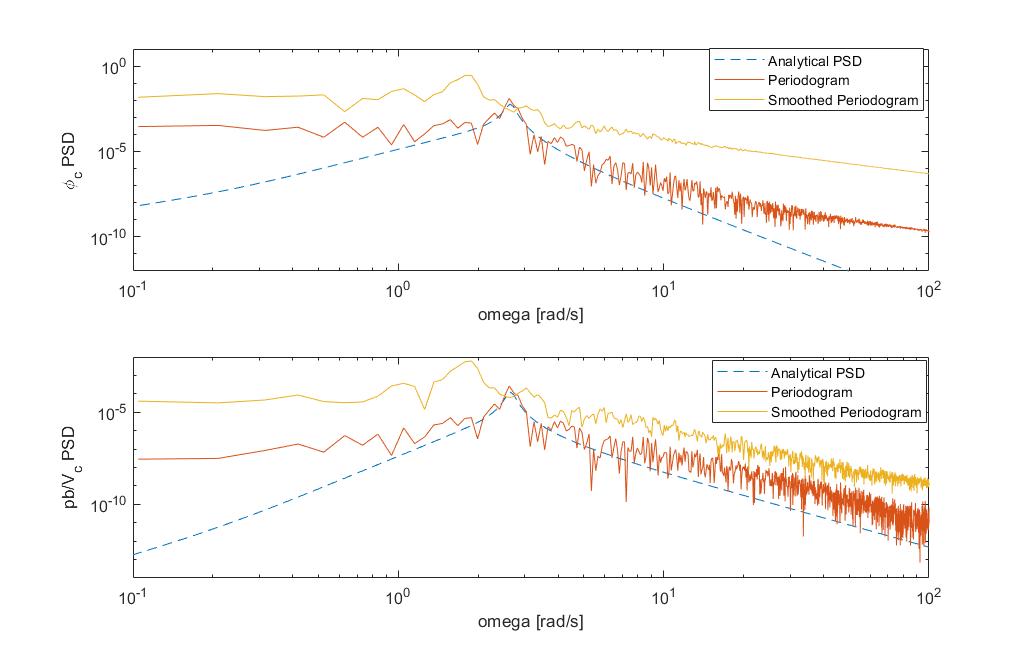 Analytical PSD
Periodogram
Smoothed Periodogram
10^0
10^-5
10^-10
ϕ_c PSD
10^-1 10^0 10^1 10^2
omega [rad/s]
Analytical PSD
Periodogram
Smoothed Periodogram
10^-5
10^-10
pb/V_c PSD
10^-1 10^0 10^1 10^2
omega [rad/s]